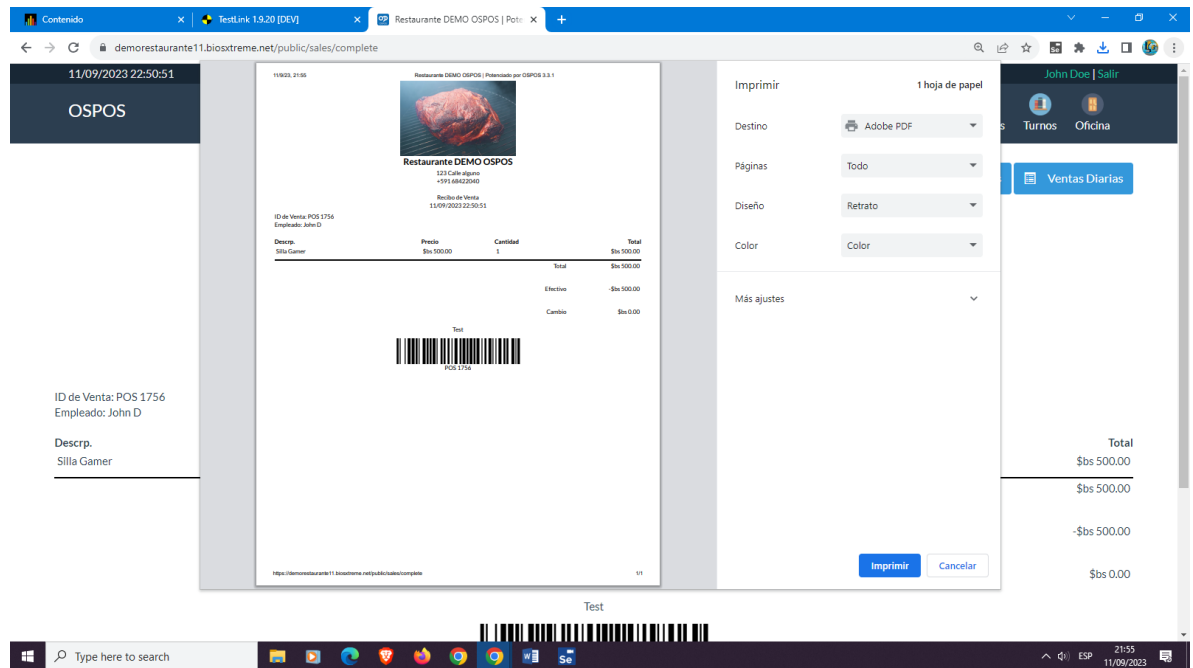 Contenido
TestLink 1.9.20 [DEV]
Restaurante DEMO OSPOS | Pote
demorestaurante11.biosxtreme.net/public/sales/complete
11/09/2023 22:50:51
John Doe | Salir
OSPOS
s
Turnos
Oficina
Ventas Diarias
11/9/23, 21:55
Restaurante DEMO OSPOS | Potenciado por OSPOS 3.3.1
Restaurante DEMO OSPOS
123 Calle alguno
+591 68422040
Recibo de Venta
11/09/2023 22:50:51
ID de Venta: POS 1756
Empleado: John D
Descrp. Precio Cantidad Total
Silla Gamer $bs 500.00 1 $bs 500.00
Total $bs 500.00
Efectivo -$bs 500.00
Cambio $bs 0.00
Test
POS 1756
https://demorestaurante11.biosxtreme.net/public/sales/complete
1/1
Imprimir
1 hoja de papel
Destino Adobe PDF
Páginas Todo
Diseño Retrato
Color Color
Más ajustes
Imprimir
Cancelar
ID de Venta: POS 1756
Empleado: John D
Descrp. Total
Silla Gamer $bs 500.00
$bs 500.00
-$bs 500.00
$bs 0.00
Test
Type here to search
W
Se
ESP
21:55
11/09/2023